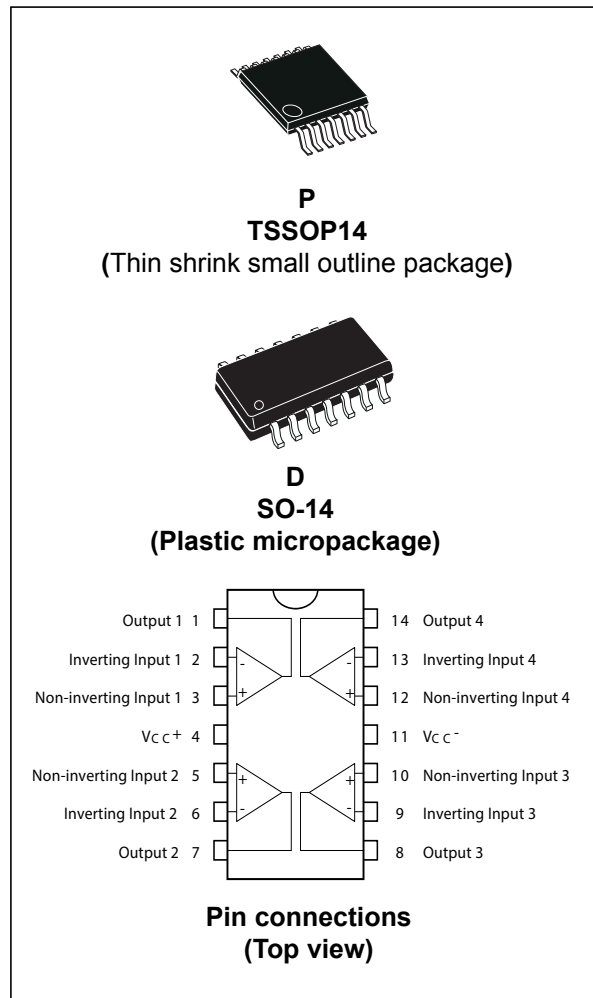 P
TSSOP14
(Thin shrink small outline package)
D
SO-14
(Plastic micropackage)
Output 1 1 14 Output 4
Inverting Input 1 2 - - 13 Inverting Input 4
Non-inverting Input 1 3 + + 12 Non-inverting Input 4
VCC+ 4 11 VCC-
Non-inverting Input 2 5 + + 10 Non-inverting Input 3
Inverting Input 2 6 - - 9 Inverting Input 3
Output 2 7 8 Output 3
Pin connections
(Top view)